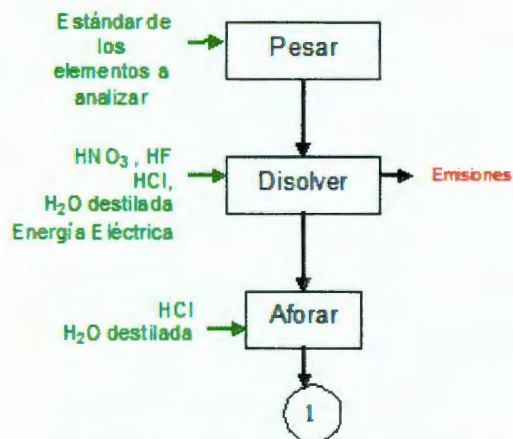 Estándar de
los
elementos a
analizar
Pesar
HNO₃, HF
HCl,
H₂O destilada
Energía Eléctrica
Disolver
Emisiones
HCl
H₂O destilada
Aforar
1